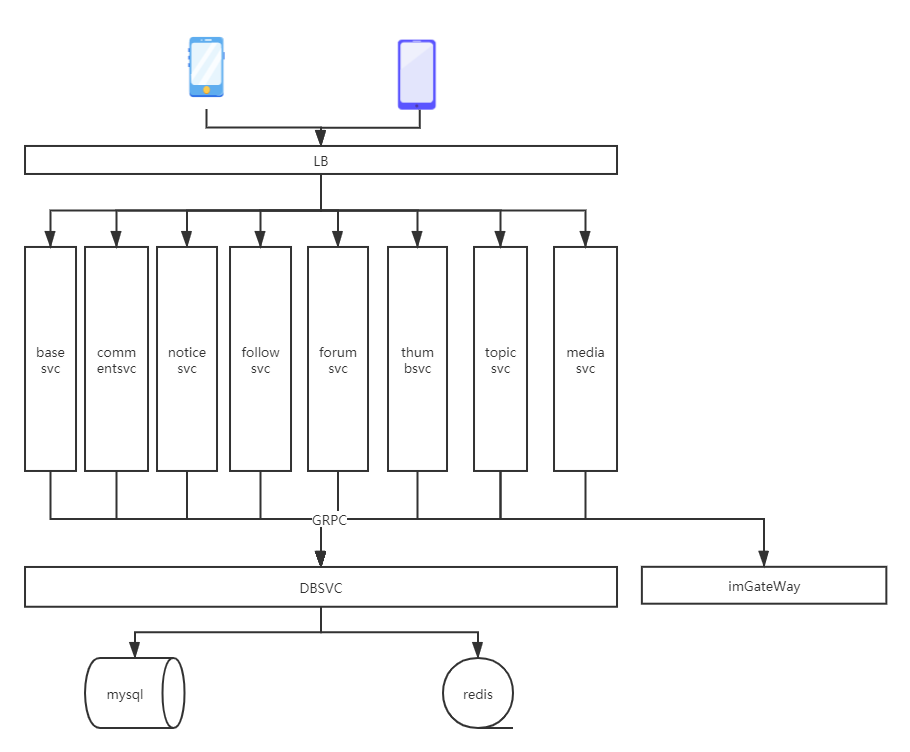 LB
base
svc
comm
entsvc
notice
svc
follow
svc
forum
svc
thum
bsvc
topic
svc
media
svc
GRPC
DBSVC
imGateWay
mysql
redis